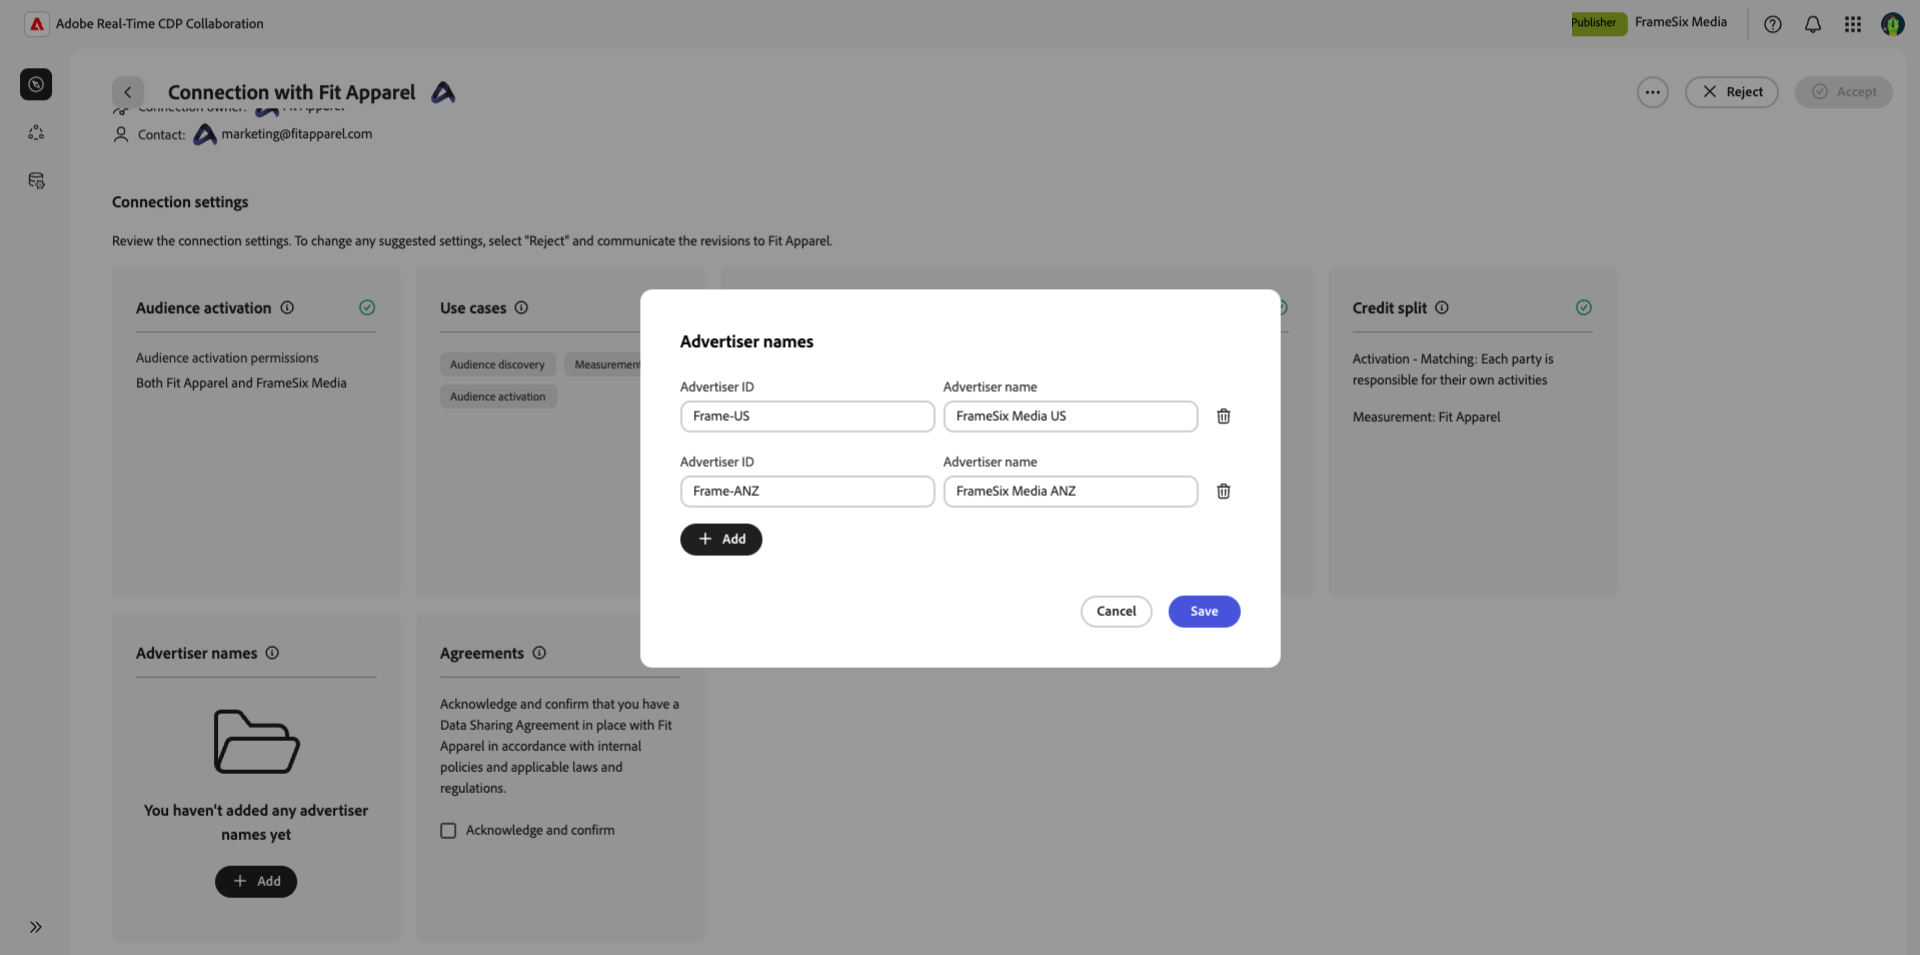 Adobe Real-Time CDP Collaboration
Publisher
FrameSix Media
Connection with Fit Apparel
Reject
Accept
Connection owner: Fit Apparel
Contact: marketing@fitapparel.com
Connection settings
Review the connection settings. To change any suggested settings, select "Reject" and communicate the revisions to Fit Apparel.
Audience activation
Audience activation permissions
Both Fit Apparel and FrameSix Media
Use cases
Audience discovery
Measurement
Audience activation
Credit split
Activation - Matching: Each party is
responsible for their own activities
Measurement: Fit Apparel
Advertiser names
Advertiser ID
Advertiser name
Frame-US
FrameSix Media US
Advertiser ID
Advertiser name
Frame-ANZ
FrameSix Media ANZ
Add
Cancel
Save
Advertiser names
You haven't added any advertiser
names yet
Add
Agreements
Acknowledge and confirm that you have a
Data Sharing Agreement in place with Fit
Apparel in accordance with internal
policies and applicable laws and
regulations.
Acknowledge and confirm